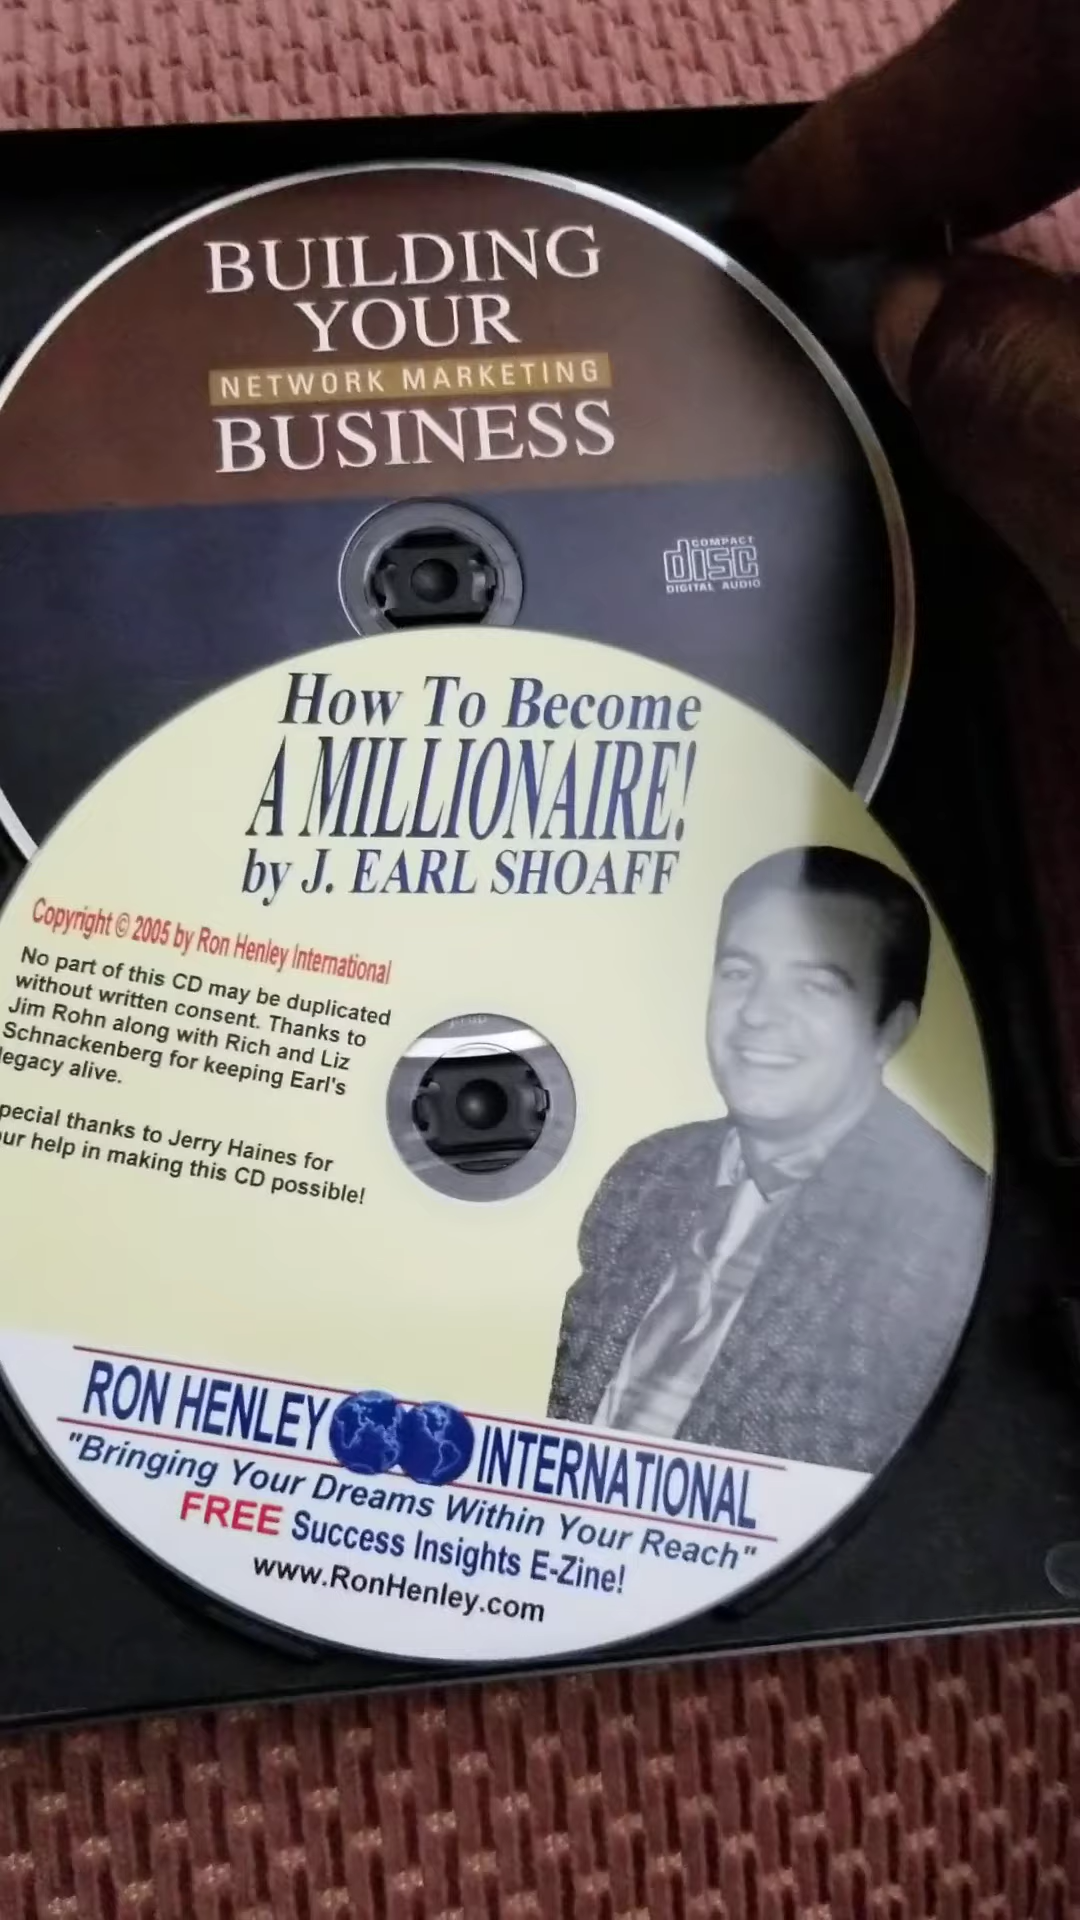 BUILDING
YOUR
NETWORK MARKETING
BUSINESS
COMPACT
disc
DIGITAL AUDIO
How To Become
A MILLIONAIRE!
by J. EARL SHOAFF
Copyright © 2005 by Ron Henley International
No part of this CD may be duplicated
without written consent. Thanks to
Jim Rohn along with Rich and Liz
Schnackenberg for keeping Earl's
legacy alive.
pecial thanks to Jerry Haines for
ur help in making this CD possible!
RON HENLEY INTERNATIONAL
"Bringing Your Dreams Within Your Reach"
FREE Success Insights E-Zine!
www.RonHenley.com